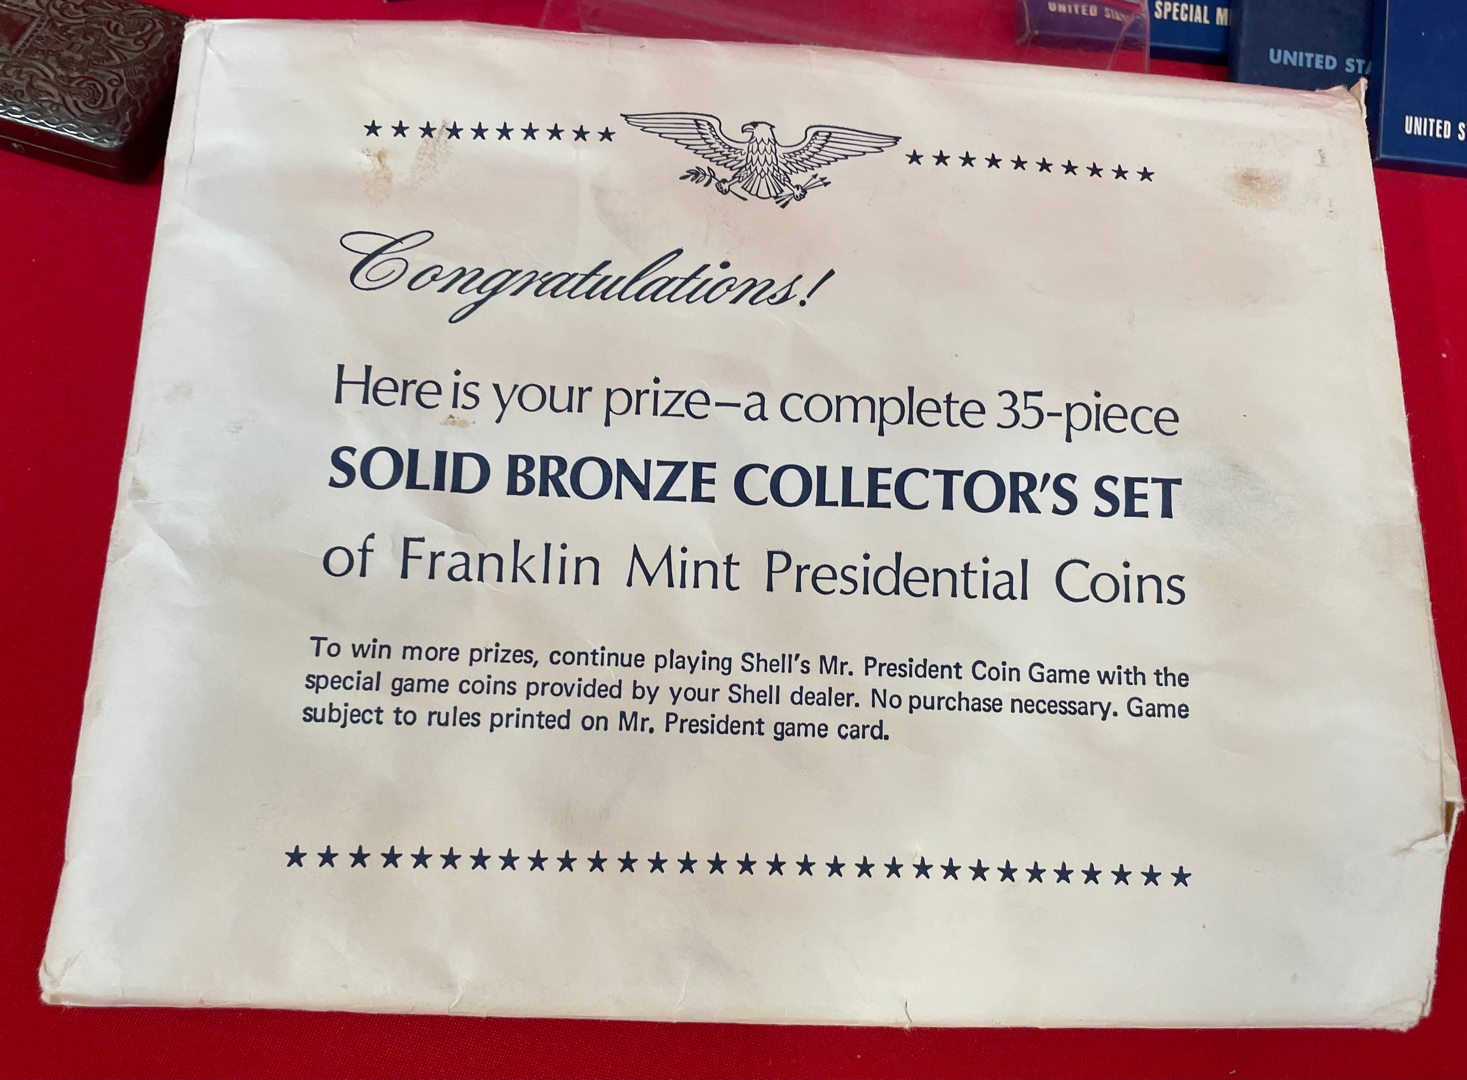 UNITED
SPECIAL
UNITED
UNITED
★★★★★★★★★★ ★★★★★★★★★★
Congratulations!
Here is your prize–a complete 35-piece
SOLID BRONZE COLLECTOR'S SET
of Franklin Mint Presidential Coins
To win more prizes, continue playing Shell's Mr. President Coin Game with the
special game coins provided by your Shell dealer. No purchase necessary. Game
subject to rules printed on Mr. President game card.
★★★★★★★★★★★★★★★★★★★★★★★★★★★★★★★